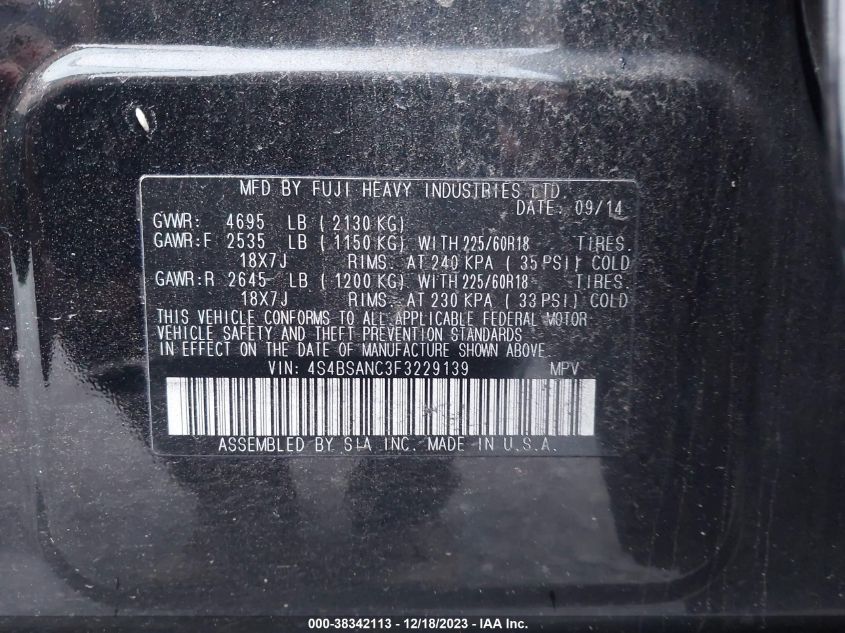 MFD BY FUJI HEAVY INDUSTRIES LTD.
DATE: 09/14
GVWR: 4695 LB ( 2130 KG)
GAWR:F 2535 LB ( 1150 KG) WITH 225/60R18 TIRES.
18X7J RIMS. AT 240 KPA ( 35 PSI) COLD
GAWR:R 2645 LB ( 1200 KG) WITH 225/60R18 TIRES.
18X7J RIMS. AT 230 KPA ( 33 PSI) COLD
THIS VEHICLE CONFORMS TO ALL APPLICABLE FEDERAL MOTOR
VEHICLE SAFETY AND THEFT PREVENTION STANDARDS
IN EFFECT ON THE DATE OF MANUFACTURE SHOWN ABOVE.
VIN: 4S4BSANC3F3229139 MPV
ASSEMBLED BY SIA INC. MADE IN U.S.A.
000-38342113 - 12/18/2023 - © IAA Inc.